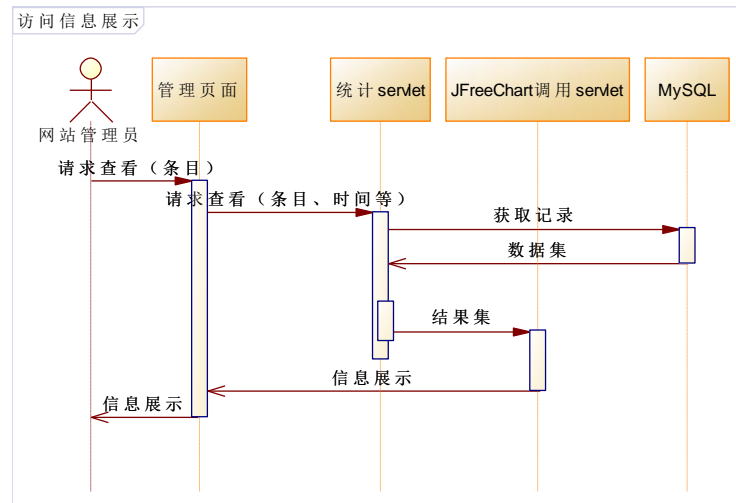 访问信息展示
网站管理员
管理页面
统计 servlet
JFreeChart调用 servlet
MySQL
请求查看（条目）
请求查看（条目、时间等）
获取记录
数据集
结果集
信息展示
信息展示